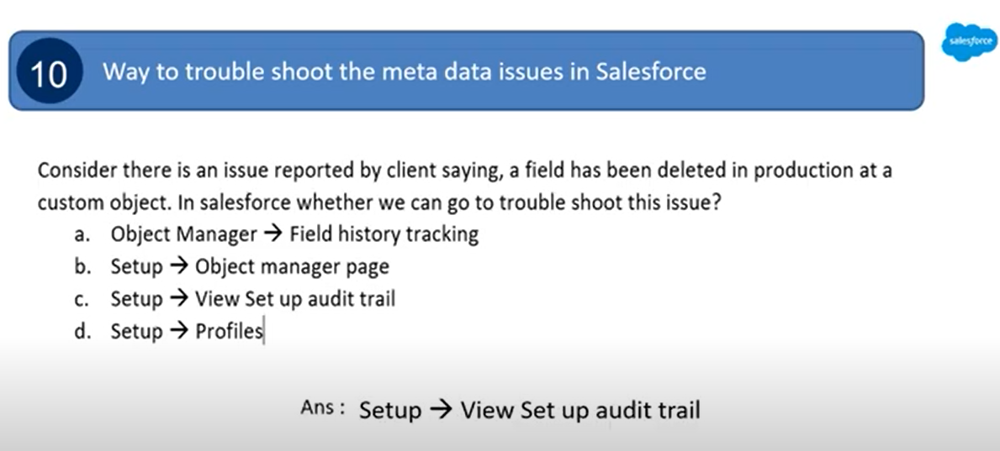 salesforce
10 Way to trouble shoot the meta data issues in Salesforce
Consider there is an issue reported by client saying, a field has been deleted in production at a
custom object. In salesforce whether we can go to trouble shoot this issue?
a. Object Manager → Field history tracking
b. Setup → Object manager page
c. Setup → View Set up audit trail
d. Setup → Profiles
Ans : Setup → View Set up audit trail